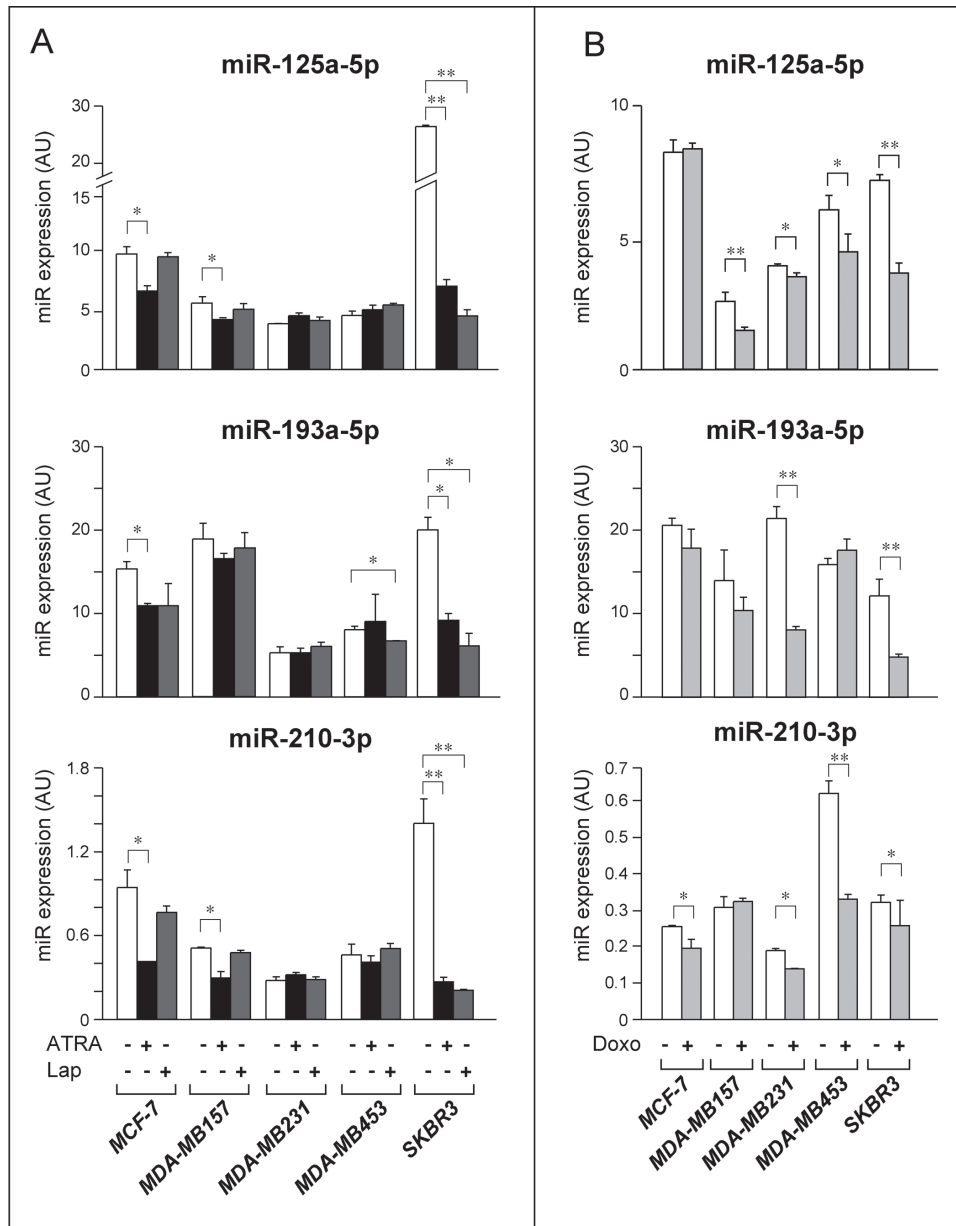 A
miR-125a-5p
miR expression (AU)
30
20
15
10
5
0
*
*
**
**
miR-193a-5p
miR expression (AU)
30
20
10
0
*
*
*
*
miR-210-3p
miR expression (AU)
1.8
1.2
0.6
0
*
*
**
**
ATRA - + - - + - - + - - + - - + -
Lap - - + - - + - - + - - + - - +
MCF-7
MDA-MB157
MDA-MB231
MDA-MB453
SKBR3
B
miR-125a-5p
miR expression (AU)
10
5
0
**
*
*
**
miR-193a-5p
miR expression (AU)
30
20
10
0
**
**
miR-210-3p
miR expression (AU)
0.7
0.6
0.5
0.4
0.3
0.2
0.1
0
*
*
**
*
Doxo - + - + - + - + - +
MCF-7
MDA-MB157
MDA-MB231
MDA-MB453
SKBR3